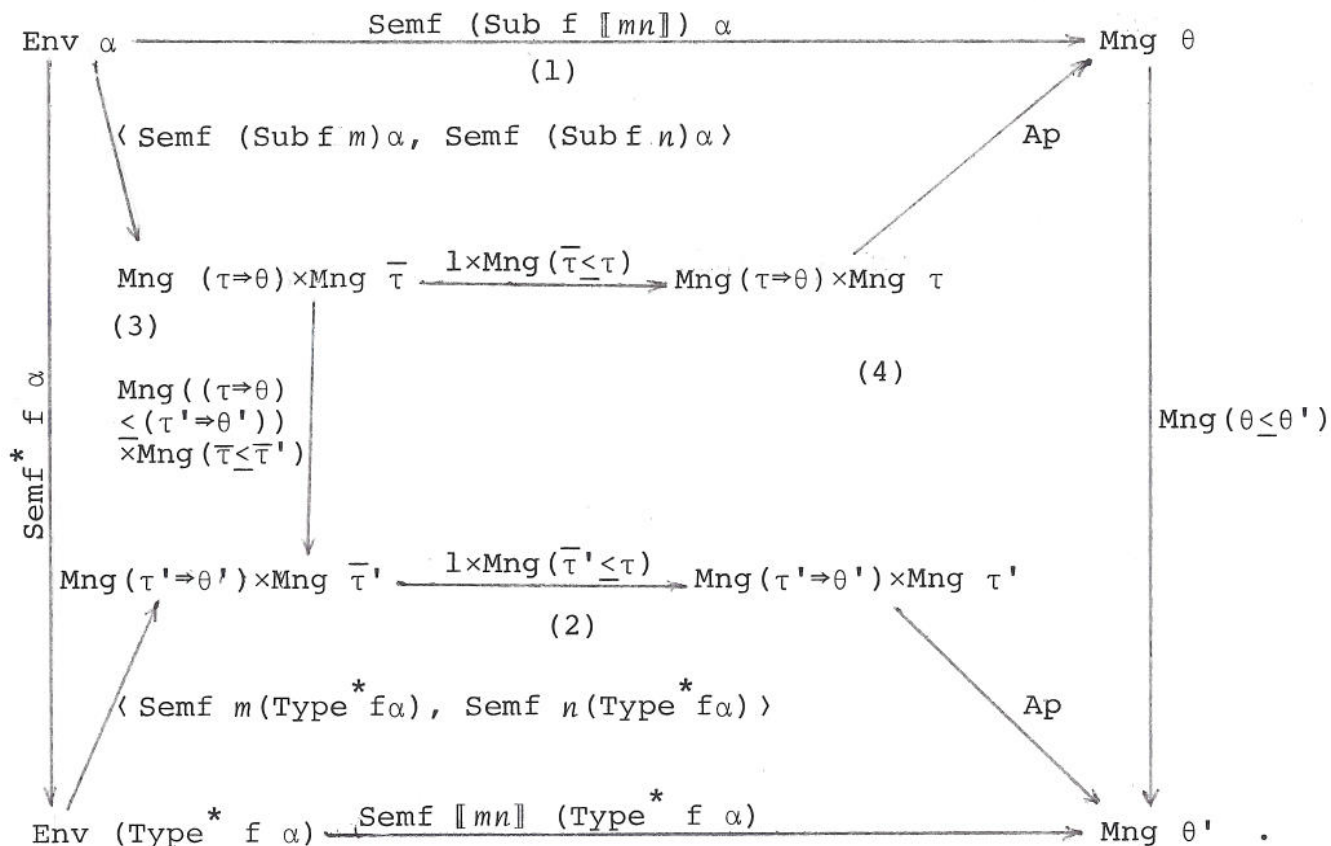 Env α Semf (Sub f ⟦mn⟧) α Mng θ
(1)
⟨ Semf (Sub f m)α, Semf (Sub f n)α⟩ Ap
Mng (τ⇒θ)×Mng τ̅ 1×Mng(τ̅≤τ) Mng(τ⇒θ)×Mng τ
(3)
(4)
Mng((τ⇒θ)
≤(τ'⇒θ'))
×Mng(τ̅≤τ̅')
Semf* f α
Mng(θ≤θ')
Mng(τ'⇒θ')×Mng τ̅' 1×Mng(τ̅'≤τ) Mng(τ'⇒θ')×Mng τ'
(2)
⟨ Semf m(Type*fα), Semf n(Type*fα)⟩ Ap
Env (Type* f α) Semf ⟦mn⟧ (Type* f α) Mng θ' .